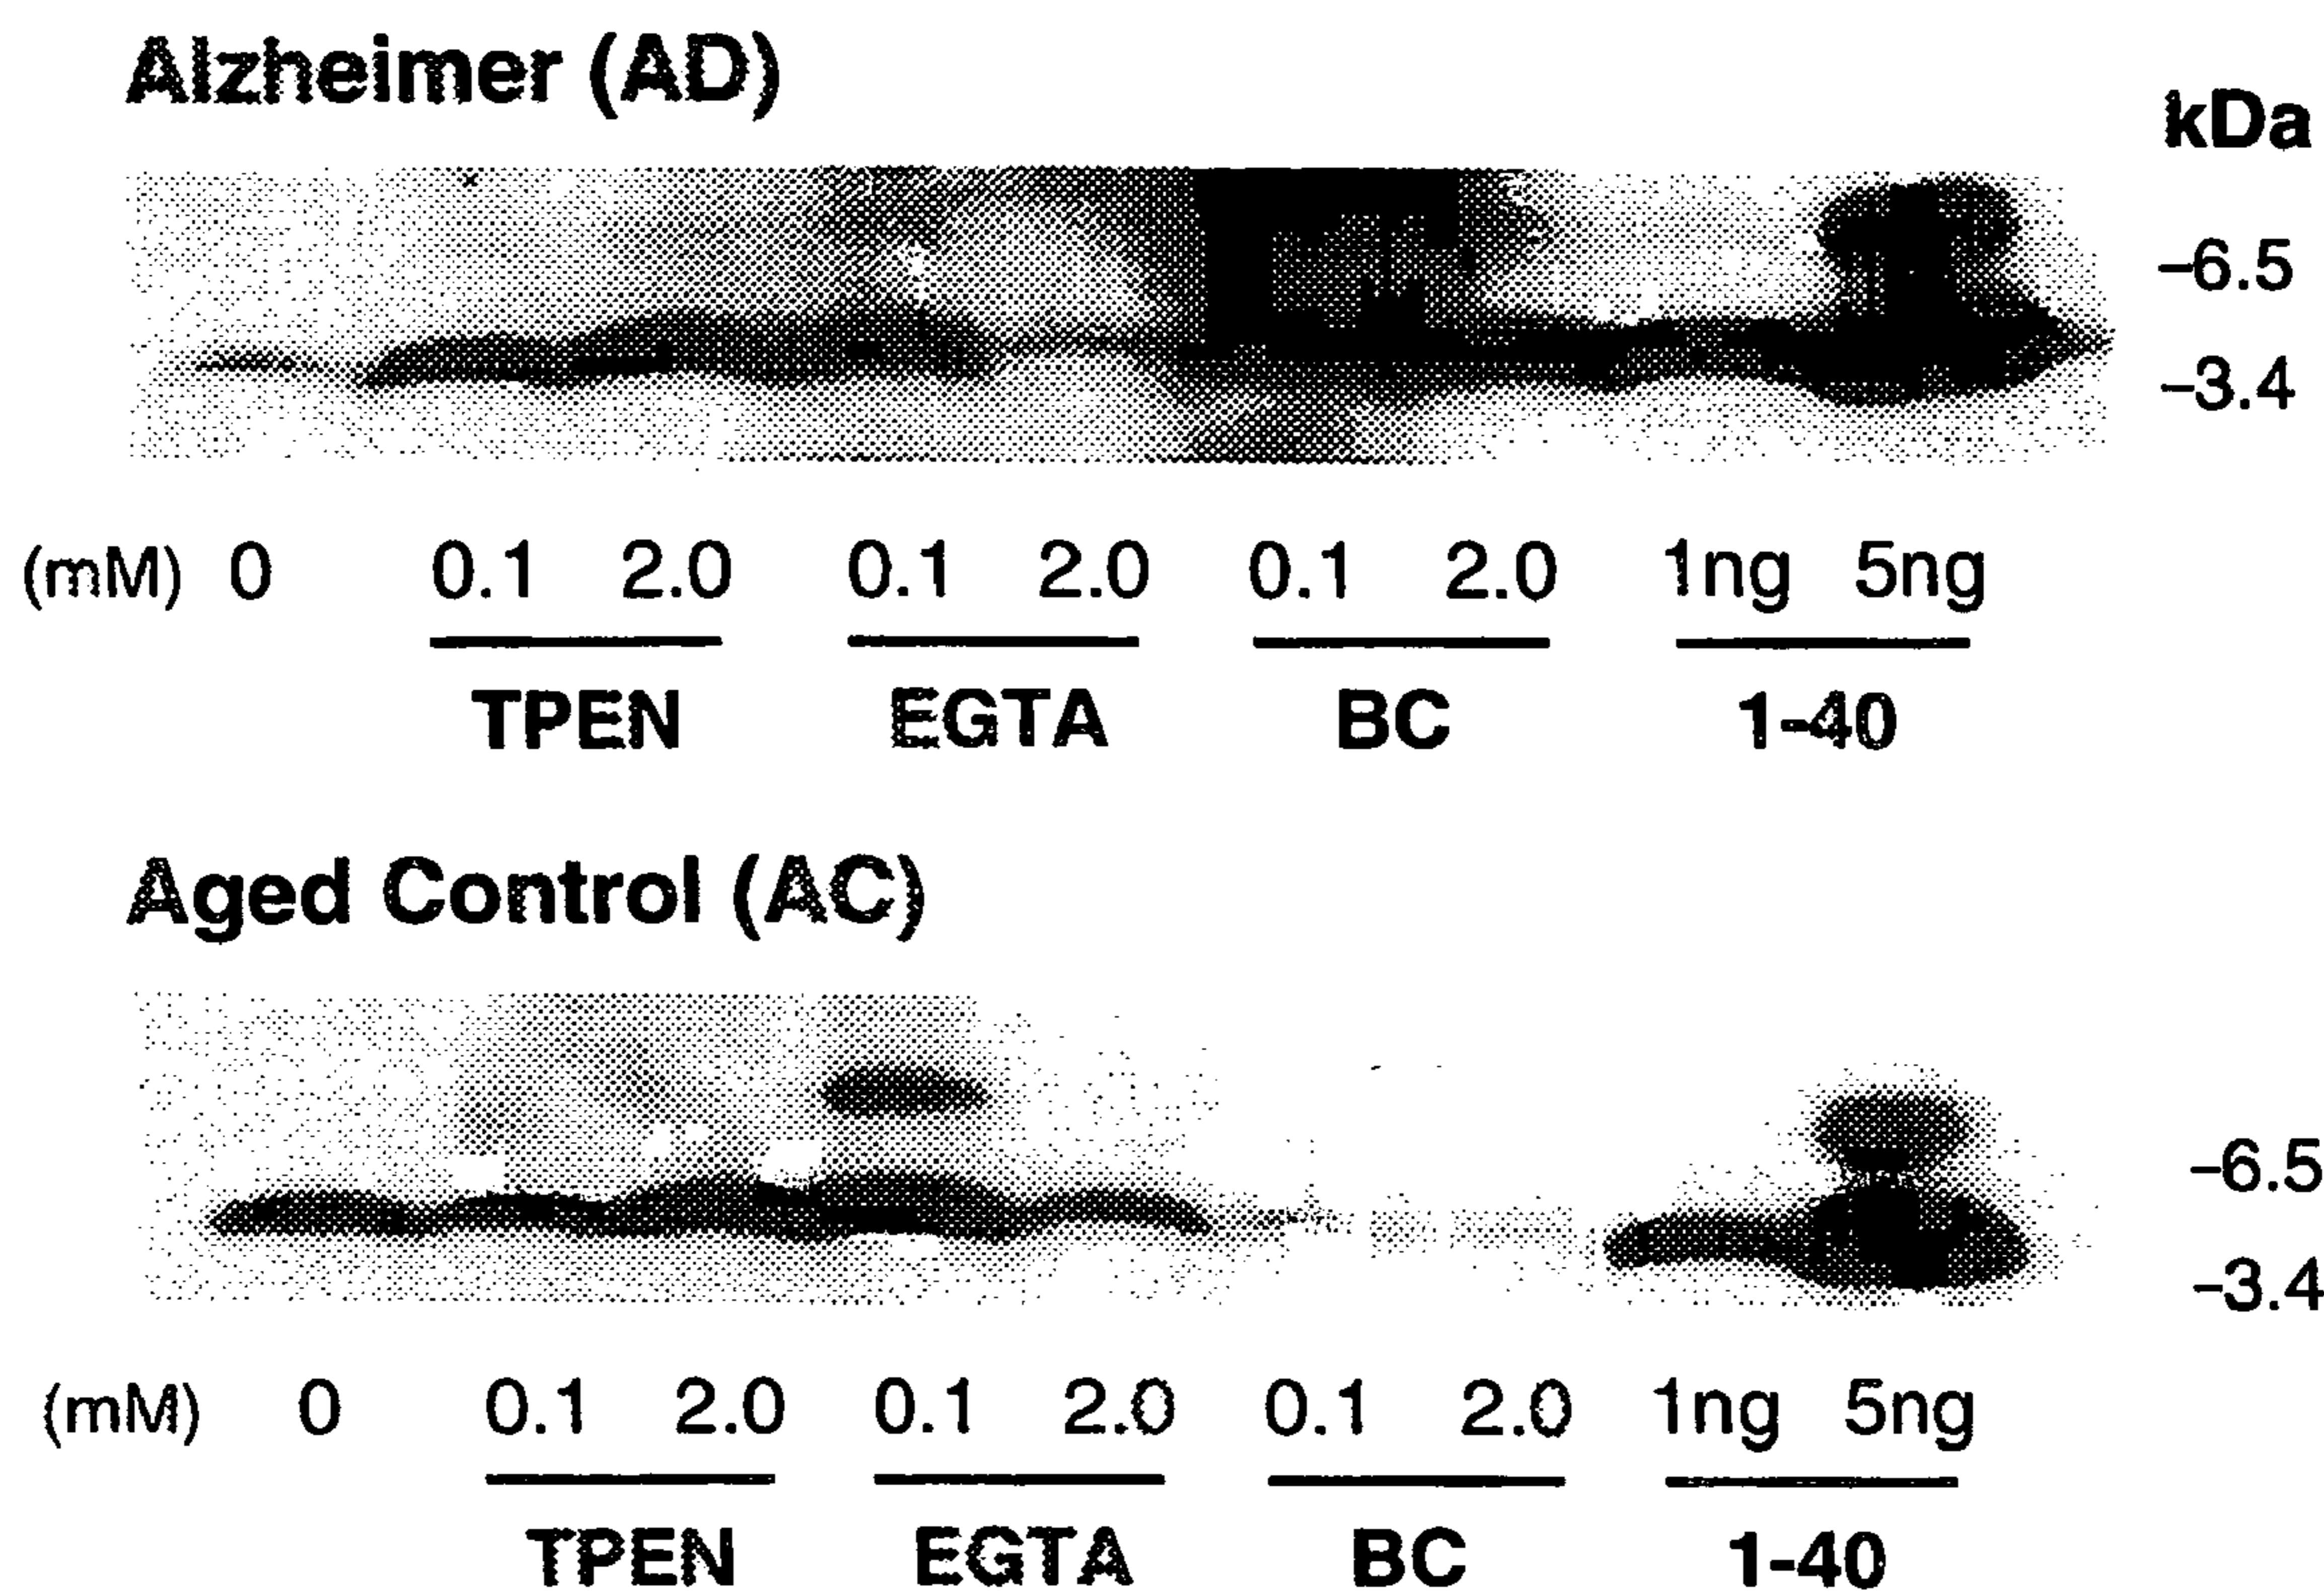 Alzheimer (AD)
kDa
–6.5
–3.4
(mM) 0 0.1 2.0 0.1 2.0 0.1 2.0 1ng 5ng
TPEN EGTA BC 1-40
Aged Control (AC)
–6.5
–3.4
(mM) 0 0.1 2.0 0.1 2.0 0.1 2.0 1ng 5ng
TPEN EGTA BC 1-40